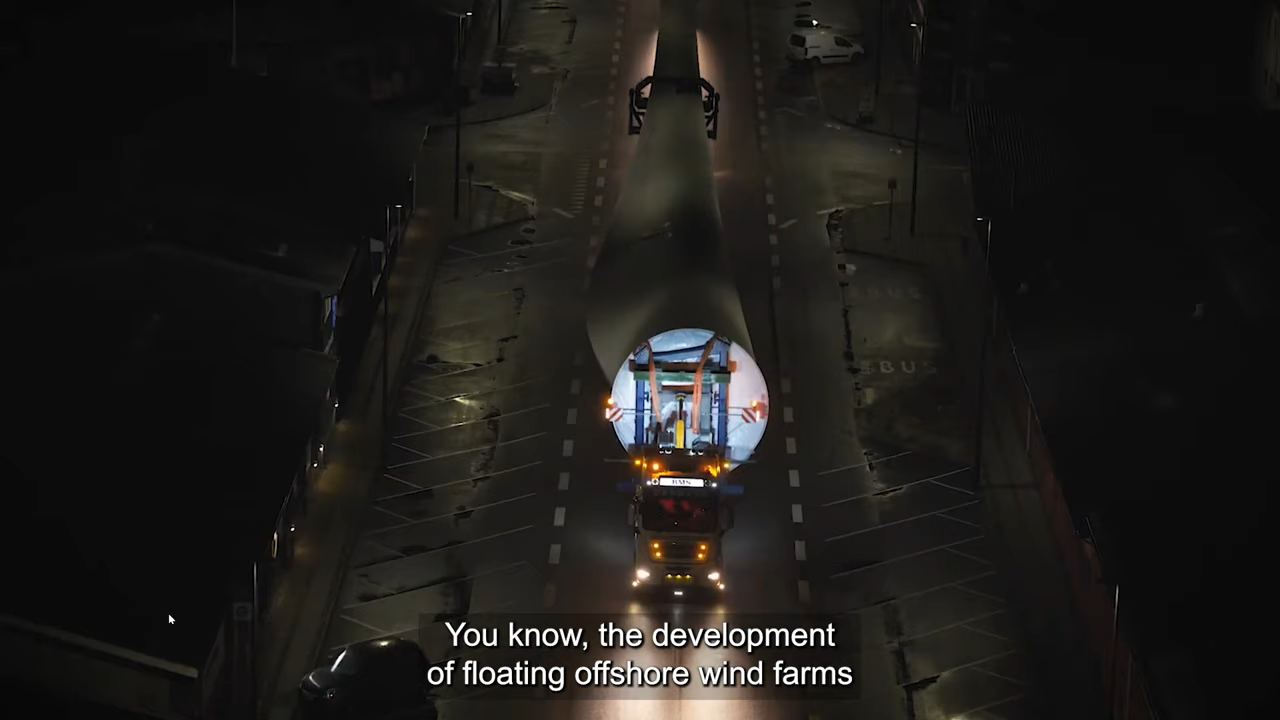 BUS
BUS
BMS
You know, the development
of floating offshore wind farms